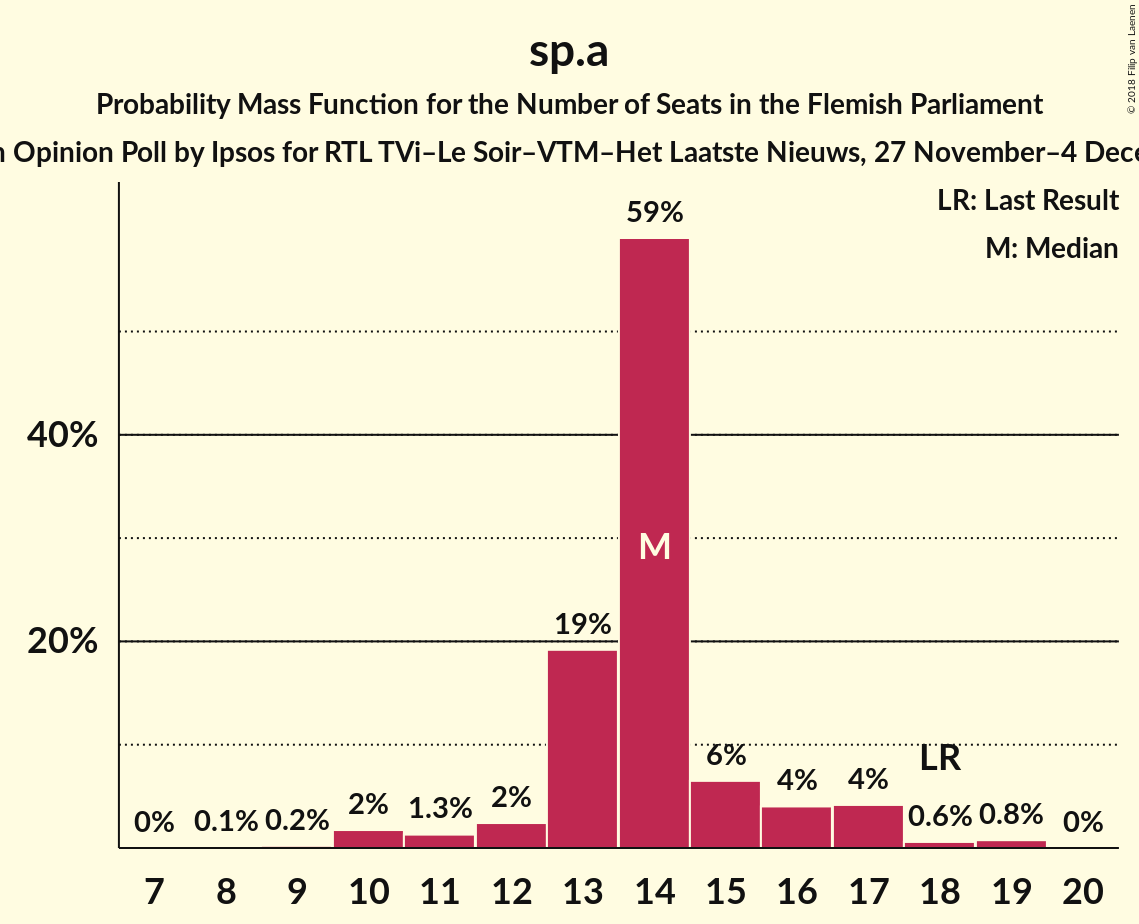 © 2018 Filip van Laenen
sp.a
Probability Mass Function for the Number of Seats in the Flemish Parliament
Opinion Poll by Ipsos for RTL TVi–Le Soir–VTM–Het Laatste Nieuws, 27 November–4
LR: Last Result
M: Median
59%
40%
M
20%
19%
LR
6%
4%
4%
2%
2%
1.3%
0.6%
0.8%
0%
0.1%
0.2%
0%
7 8 9 10 11 12 13 14 15 16 17 18 19 20